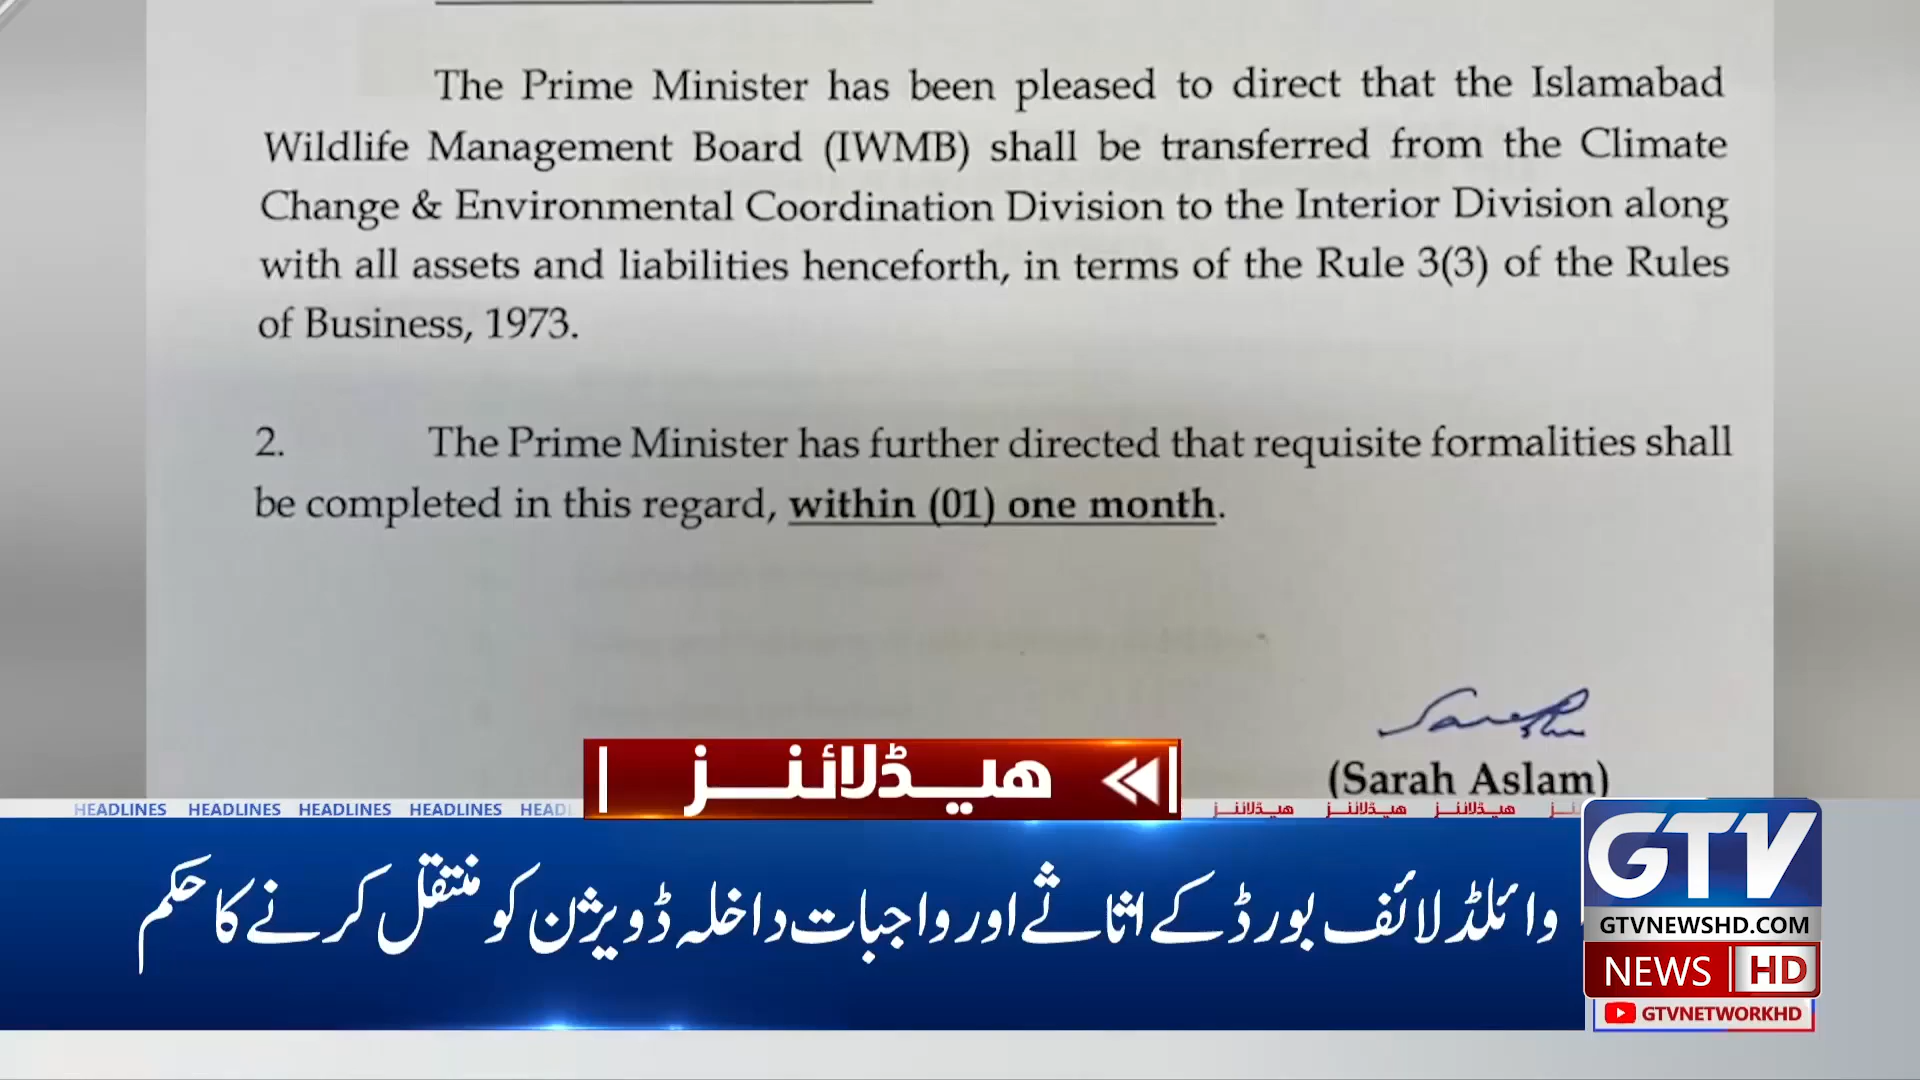 The Prime Minister has been pleased to direct that the Islamabad
Wildlife Management Board (IWMB) shall be transferred from the Climate
Change & Environmental Coordination Division to the Interior Division along
with all assets and liabilities henceforth, in terms of the Rule 3(3) of the Rules
of Business, 1973.
2. The Prime Minister has further directed that requisite formalities shall
be completed in this regard, within (01) one month.
(Sarah Aslam)
ھیڈلائنز
HEADLINES HEADLINES HEADLINES HEADLINES HEAD
ھیڈلائنز ھیڈلائنز ھیڈلائنز
وائلڈ لائف بورڈ کے اثاثے اور واجبات داخلہ ڈویژن کو منتقل کرنے کا حکم
GTV
GTVNEWSHD.COM
NEWS HD
GTVNETWORKHD